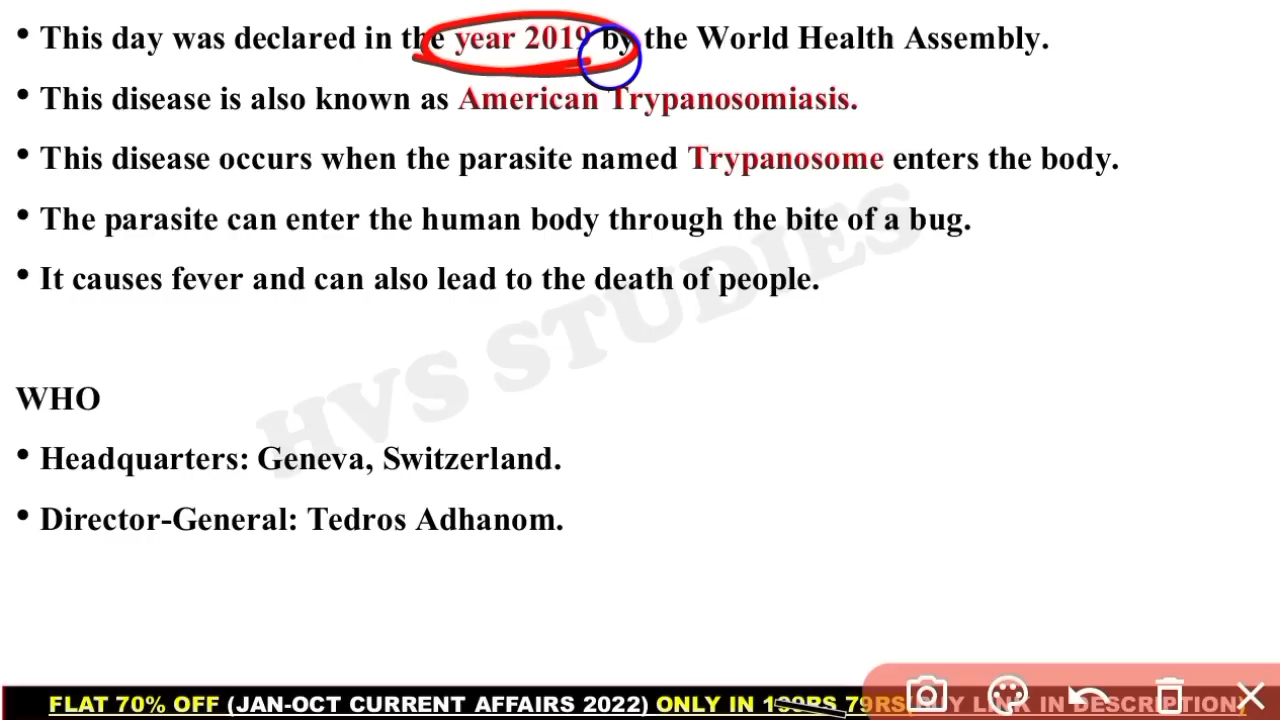 • This day was declared in the year 2019 by the World Health Assembly.
• This disease is also known as American Trypanosomiasis.
• This disease occurs when the parasite named Trypanosome enters the body.
• The parasite can enter the human body through the bite of a bug.
• It causes fever and can also lead to the death of people.
HVS STUDIES
WHO
• Headquarters: Geneva, Switzerland.
• Director-General: Tedros Adhanom.
FLAT 70% OFF (JAN-OCT CURRENT AFFAIRS 2022) ONLY IN 79RS LINK IN DESCRIPTION)